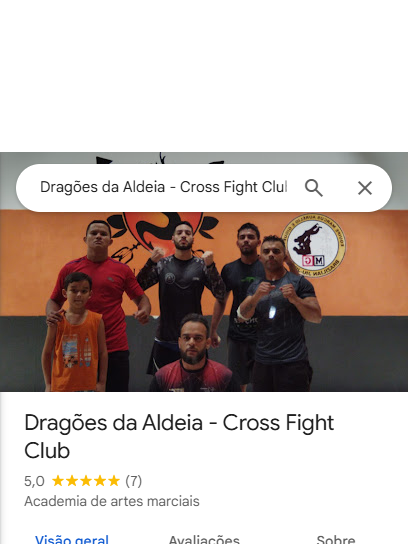 Dragões da Aldeia - Cross Fight Club
Dragões da Aldeia - Cross Fight
Club
5,0 (7)
Academia de artes marciais
Visão geral
Avaliações
Sobre